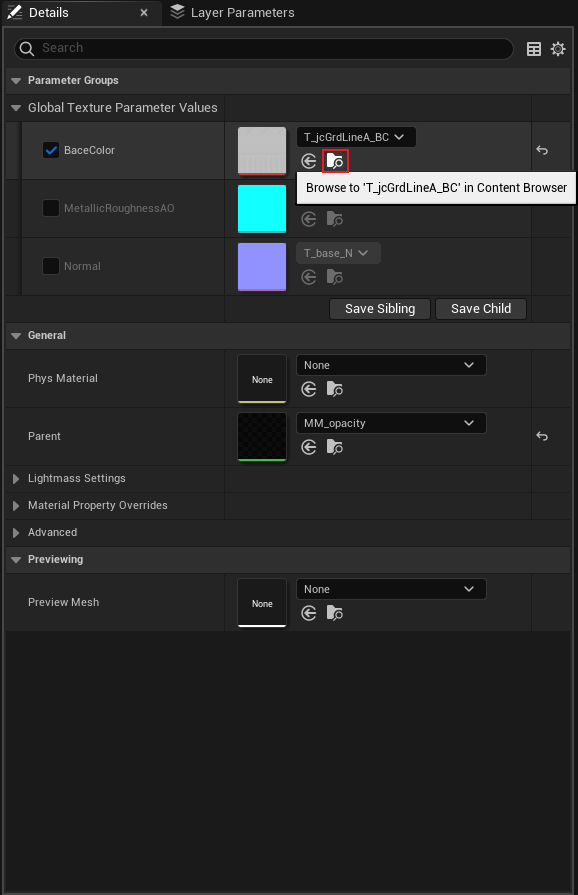 Details
Layer Parameters
Search
Parameter Groups
Global Texture Parameter Values
BaceColor
T_jcGrdLineA_BC
Browse to 'T_jcGrdLineA_BC' in Content Browser
MetallicRoughnessAO
Normal
T_base_N
Save Sibling
Save Child
General
Phys Material
None
None
Parent
MM_opacity
Lightmass Settings
Material Property Overrides
Advanced
Previewing
Preview Mesh
None
None